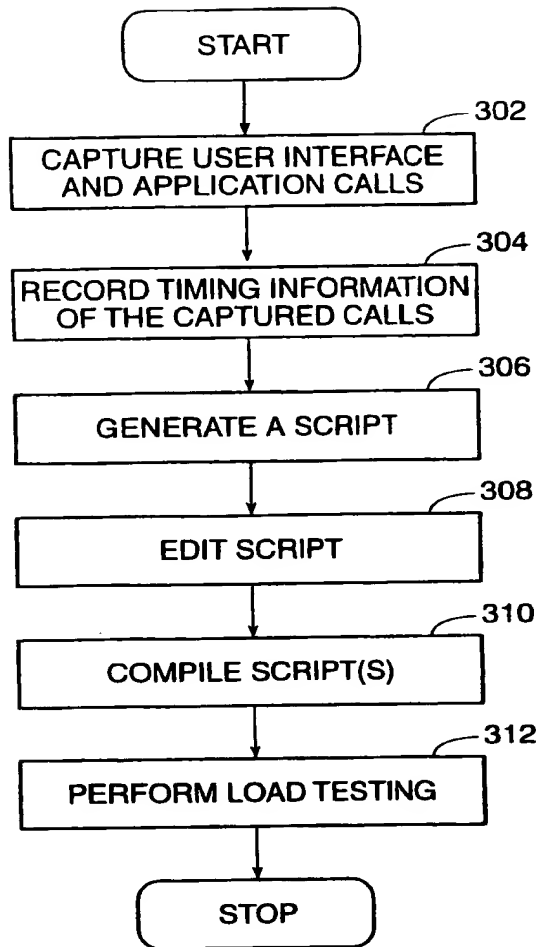 START
302
CAPTURE USER INTERFACE
AND APPLICATION CALLS
304
RECORD TIMING INFORMATION
OF THE CAPTURED CALLS
306
GENERATE A SCRIPT
308
EDIT SCRIPT
310
COMPILE SCRIPT(S)
312
PERFORM LOAD TESTING
STOP